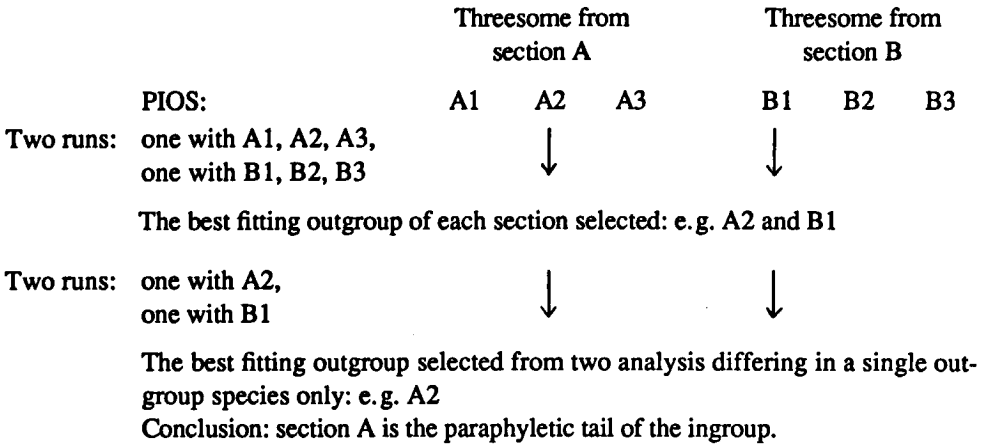 Threesome from Threesome from
section A section B
PIOS: A1 A2 A3 B1 B2 B3
Two runs: one with A1, A2, A3,
one with B1, B2, B3
The best fitting outgroup of each section selected: e.g. A2 and B1
Two runs: one with A2,
one with B1
The best fitting outgroup selected from two analysis differing in a single out-
group species only: e.g. A2
Conclusion: section A is the paraphyletic tail of the ingroup.